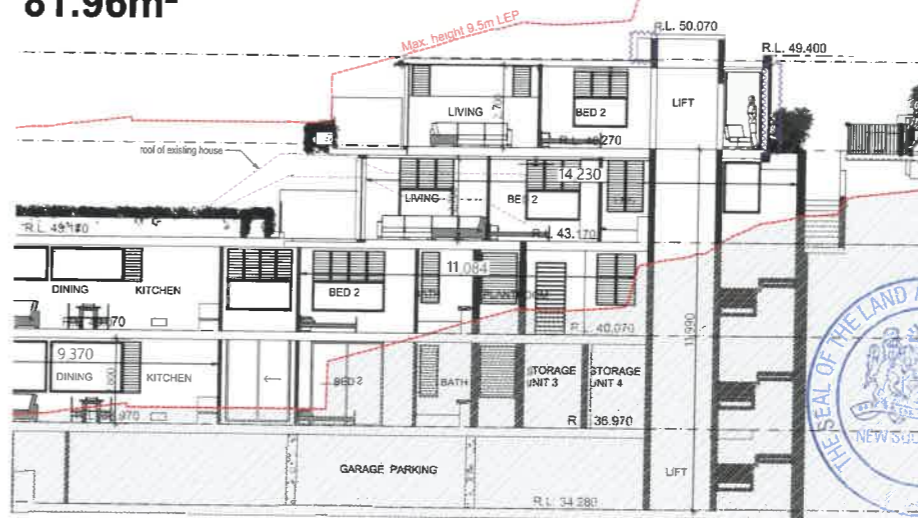 81.96m²
Max. height 9.5m LEP
R.L. 50.070
R.L. 49.400
LIVING
BED 2
LIFT
roof of existing house
14.230
LIVING
BED 2
R.L. 43.170
11.084
DINING
KITCHEN
BED 2
BATH
R.L. 40.070
11.990
9.370
DINING
KITCHEN
BED 2
BATH
STORAGE
UNIT 3
STORAGE
UNIT 4
36.970
GARAGE PARKING
LIFT
R.L. 34.280
THE SEAL OF THE LAND